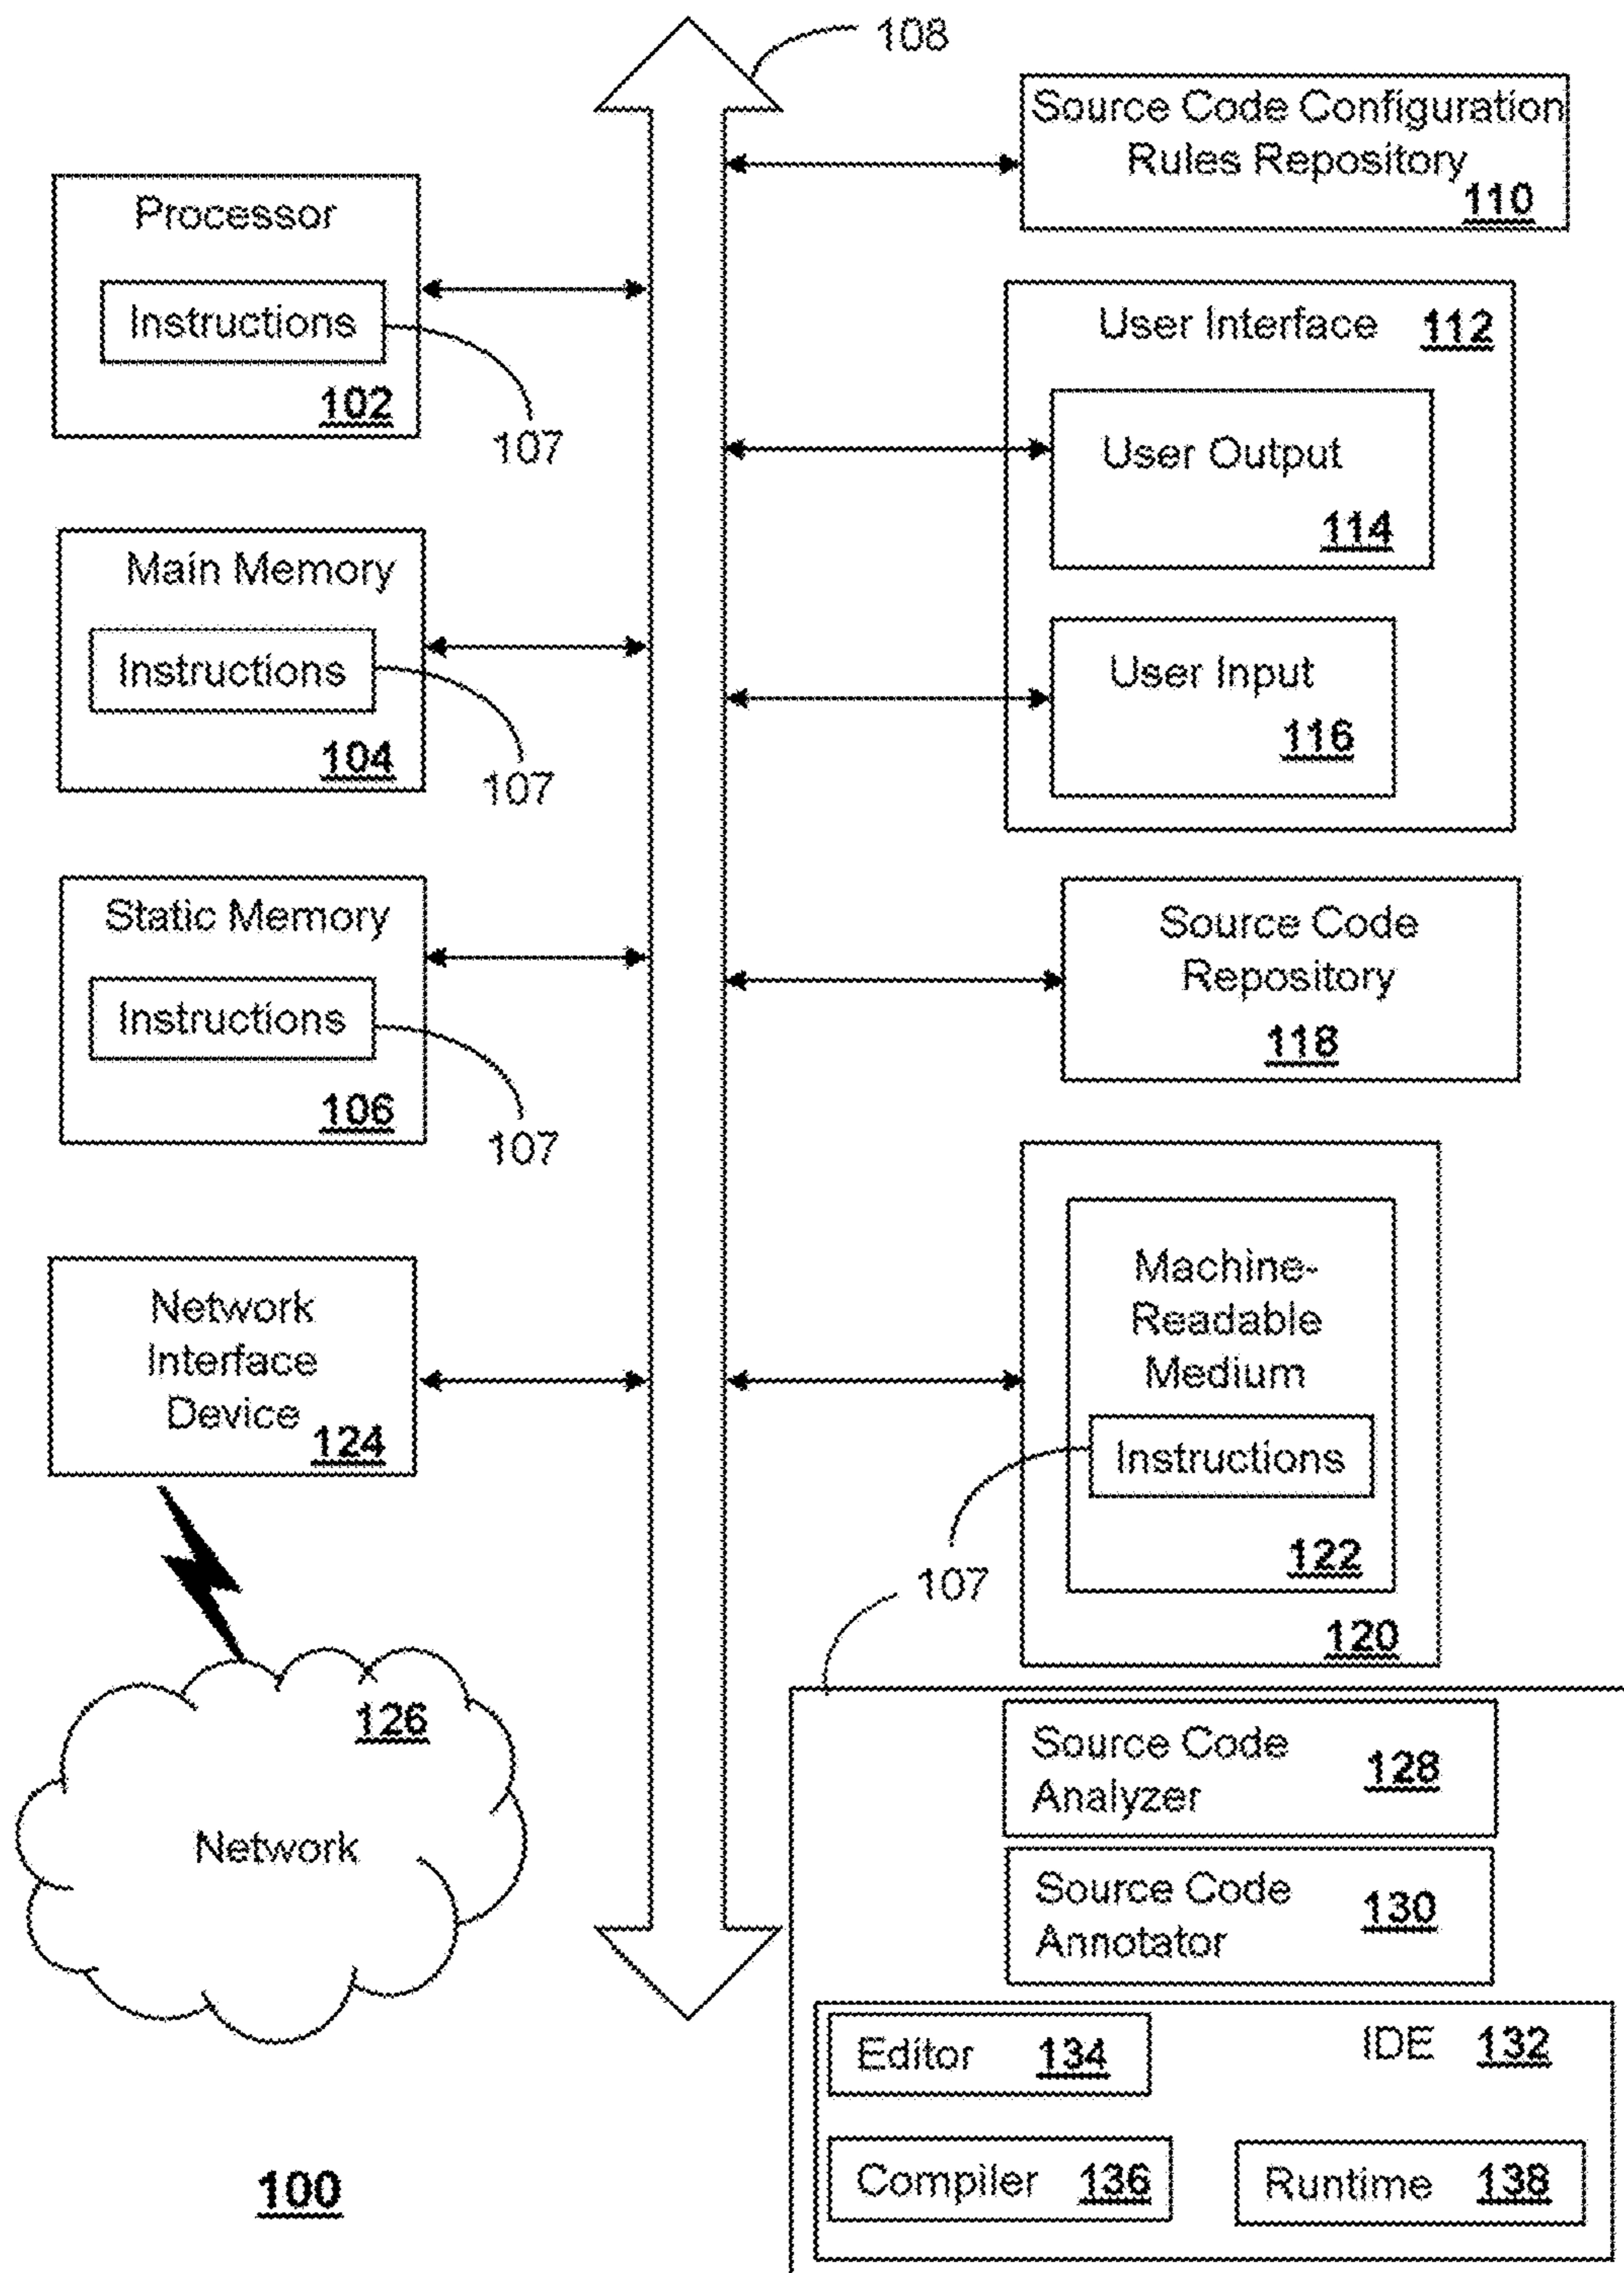 108
Source Code Configuration
Rules Repository
110
Processor
Instructions
102
107
User Interface 112
User Output
114
Main Memory
Instructions
104
107
User Input
116
Static Memory
Instructions
106
107
Source Code
Repository
118
Network
Interface
Device
124
Machine-
Readable
Medium
Instructions
122
107
120
126
Network
Source Code
Analyzer
128
Source Code
Annotator
130
Editor 134
IDE 132
Compiler 136
Runtime 138
100